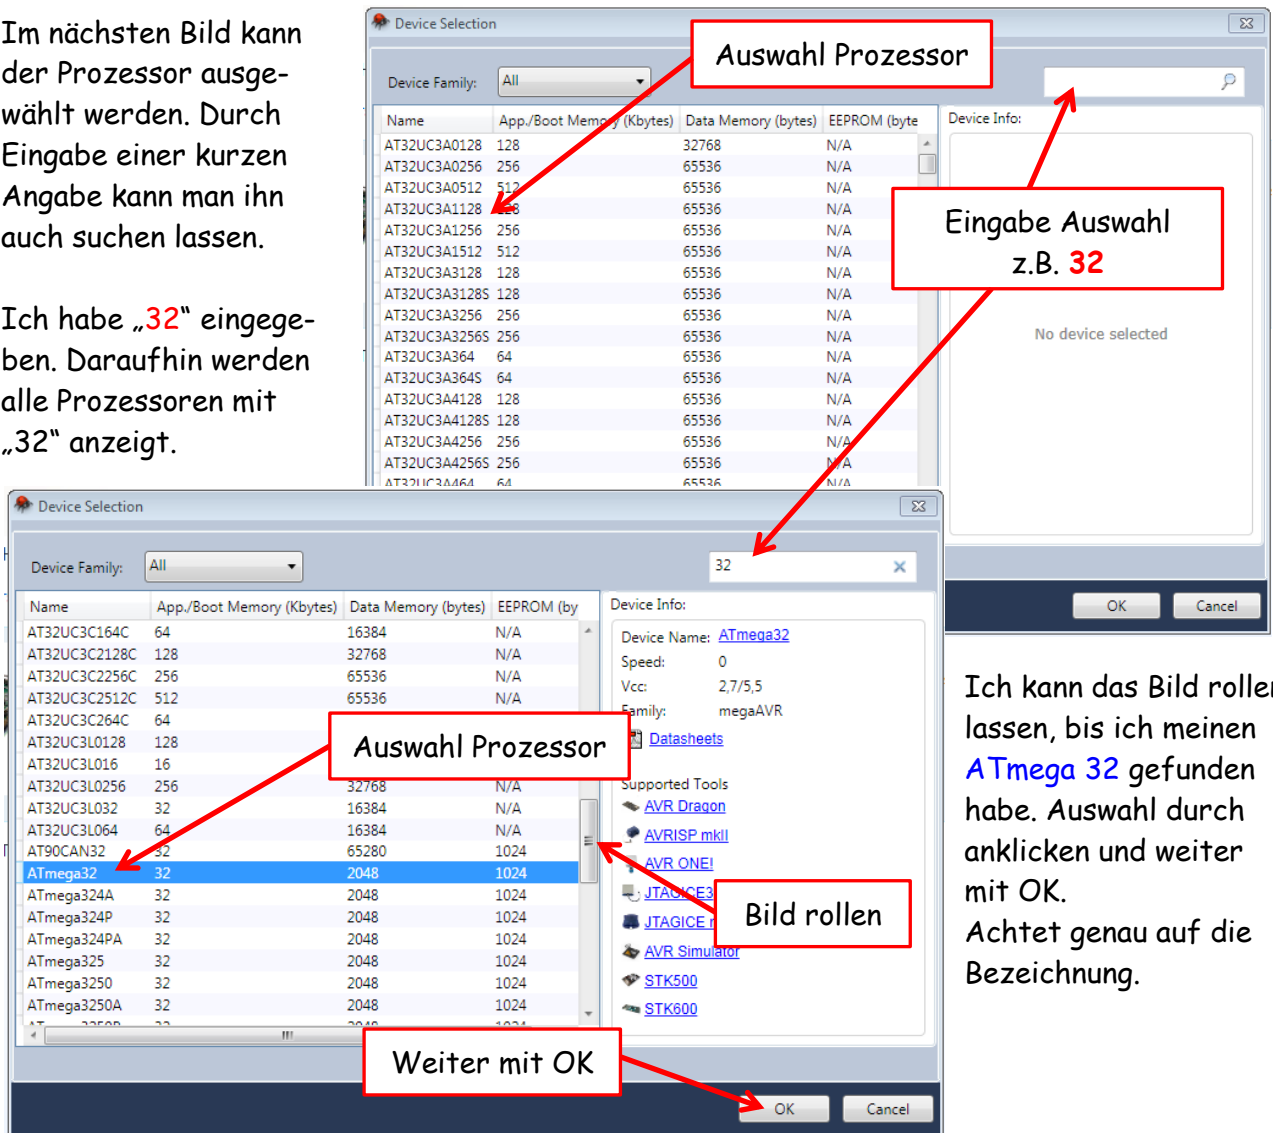 Im nächsten Bild kann
der Prozessor ausge-
wählt werden. Durch
Eingabe einer kurzen
Angabe kann man ihn
auch suchen lassen.
Ich habe „32“ eingege-
ben. Daraufhin werden
alle Prozessoren mit
„32“ anzeigt.
Device Selection
Auswahl Prozessor
Device Family: All
Name App./Boot Memory (Kbytes) Data Memory (bytes) EEPROM (byte
AT32UC3A0128 128 32768 N/A
AT32UC3A0256 256 65536 N/A
AT32UC3A0512 512 65536 N/A
AT32UC3A1128 128 65536 N/A
AT32UC3A1256 256 65536 N/A
AT32UC3A1512 512 65536 N/A
AT32UC3A3128 128 65536 N/A
AT32UC3A3128S 128 65536 N/A
AT32UC3A3256 256 65536 N/A
AT32UC3A3256S 256 65536 N/A
AT32UC3A364 64 65536 N/A
AT32UC3A364S 64 65536 N/A
AT32UC3A4128 128 65536 N/A
AT32UC3A4128S 128 65536 N/A
AT32UC3A4256 256 65536 N/A
AT32UC3A4256S 256 65536 N/A
AT32UC3A464 64 65536 N/A
Device Info:
Eingabe Auswahl
z.B. 32
No device selected
OK Cancel
Device Selection
Device Family: All 32
Name App./Boot Memory (Kbytes) Data Memory (bytes) EEPROM (by
AT32UC3C164C 64 16384 N/A
AT32UC3C2128C 128 32768 N/A
AT32UC3C2256C 256 65536 N/A
AT32UC3C2512C 512 65536 N/A
AT32UC3C264C 64
AT32UC3L0128 128
AT32UC3L016 16
AT32UC3L0256 256 32768 N/A
AT32UC3L032 32 16384 N/A
AT32UC3L064 64 16384 N/A
AT90CAN32 32 65280 1024
ATmega32 32 2048 1024
ATmega324A 32 2048 1024
ATmega324P 32 2048 1024
ATmega324PA 32 2048 1024
ATmega325 32 2048 1024
ATmega3250 32 2048 1024
ATmega3250A 32 2048 1024
Auswahl Prozessor
Device Info:
Device Name: ATmega32
Speed: 0
Vcc: 2,7/5,5
Family: megaAVR
Datasheets
Supported Tools
AVR Dragon
AVRISP mkII
AVR ONE!
JTAGICE3
JTAGICE
AVR Simulator
STK500
STK600
Bild rollen
Weiter mit OK
OK Cancel
Ich kann das Bild rollen
lassen, bis ich meinen
ATmega 32 gefunden
habe. Auswahl durch
anklicken und weiter
mit OK.
Achtet genau auf die
Bezeichnung.